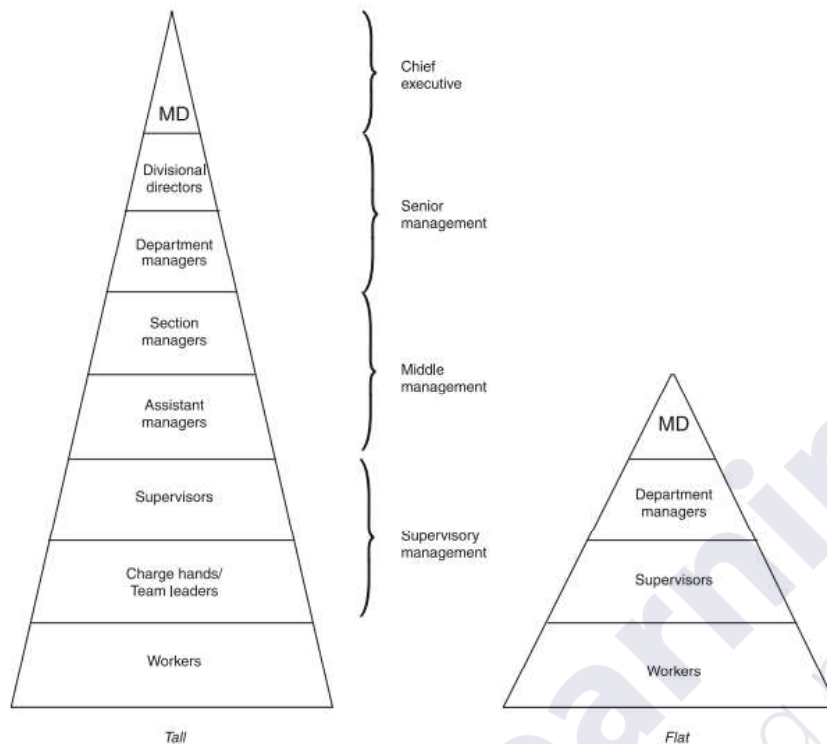 MD
Divisional
directors
Department
managers
Section
managers
Assistant
managers
Supervisors
Charge hands/
Team leaders
Workers
Tall
Chief
executive
Senior
management
Middle
management
Supervisory
management
MD
Department
managers
Supervisors
Workers
Flat